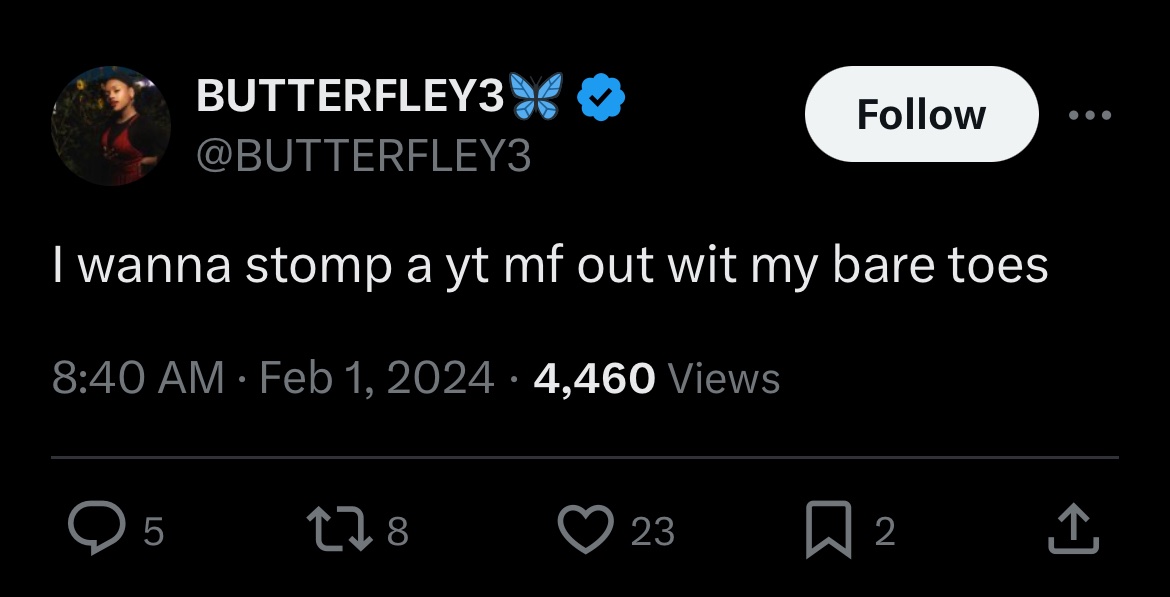 BUTTERFLEY3🦋
@BUTTERFLEY3
Follow
I wanna stomp a yt mf out wit my bare toes
8:40 AM · Feb 1, 2024 · 4,460 Views
5 8 23 2